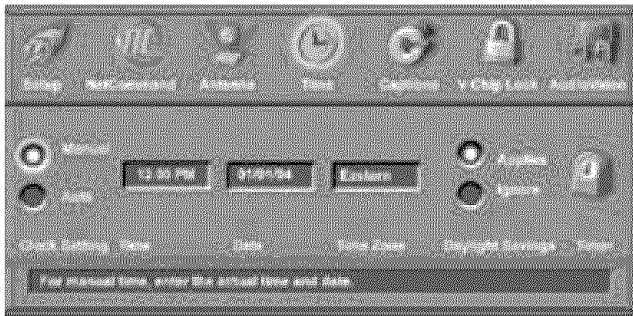 Setup NetCommand Antenna Time Captions V-Chip Lock Audio/Video
Manual
12:00 PM 01/01/04 Eastern
Applies
Auto
Ignore
Clock Setting Time Date Time Zone Daylight Savings Timer
For manual time, enter the actual time and date.